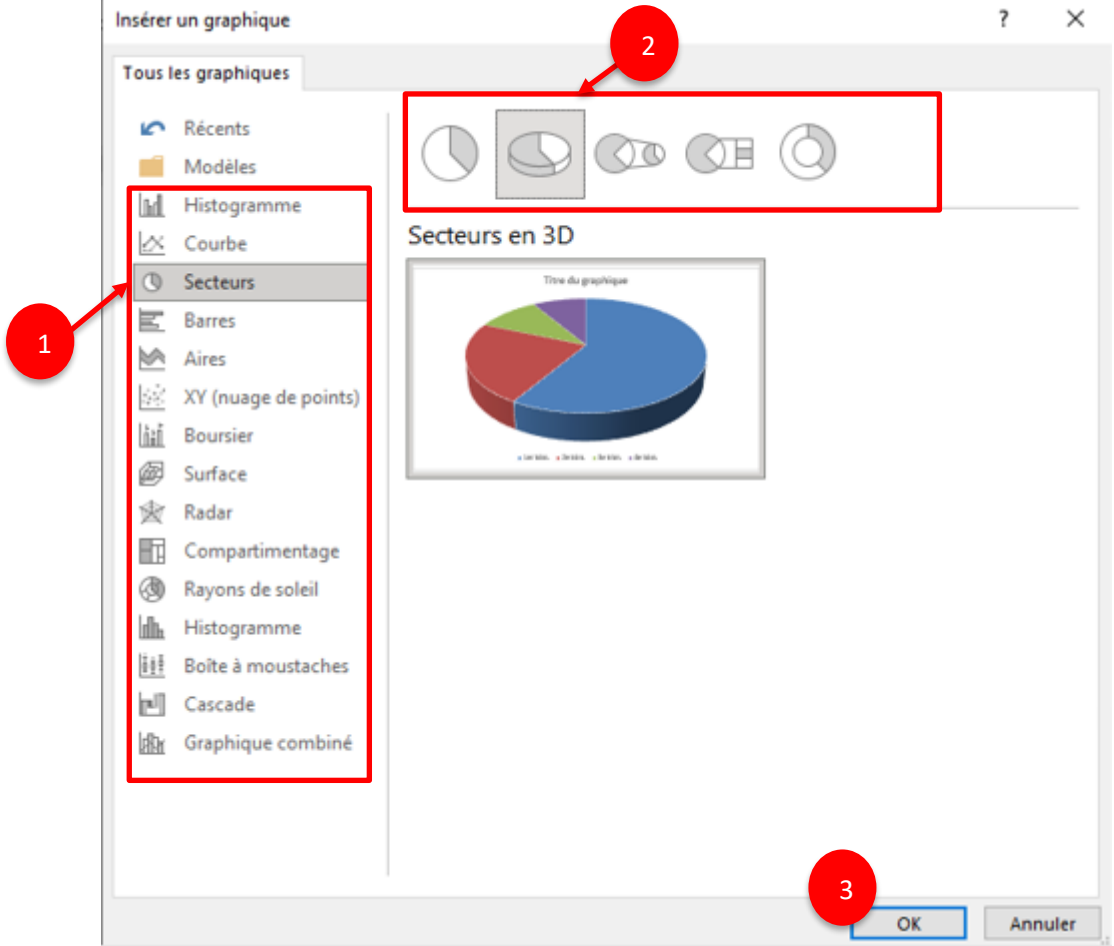 Insérer un graphique
?
2
Tous les graphiques
Récents
Modèles
Histogramme
Courbe
Secteurs
Barres
Aires
XY (nuage de points)
Boursier
Surface
Radar
Compartimentage
Rayons de soleil
Histogramme
Boîte à moustaches
Cascade
Graphique combiné
1
Secteurs en 3D
Titre du graphique
3
OK
Annuler